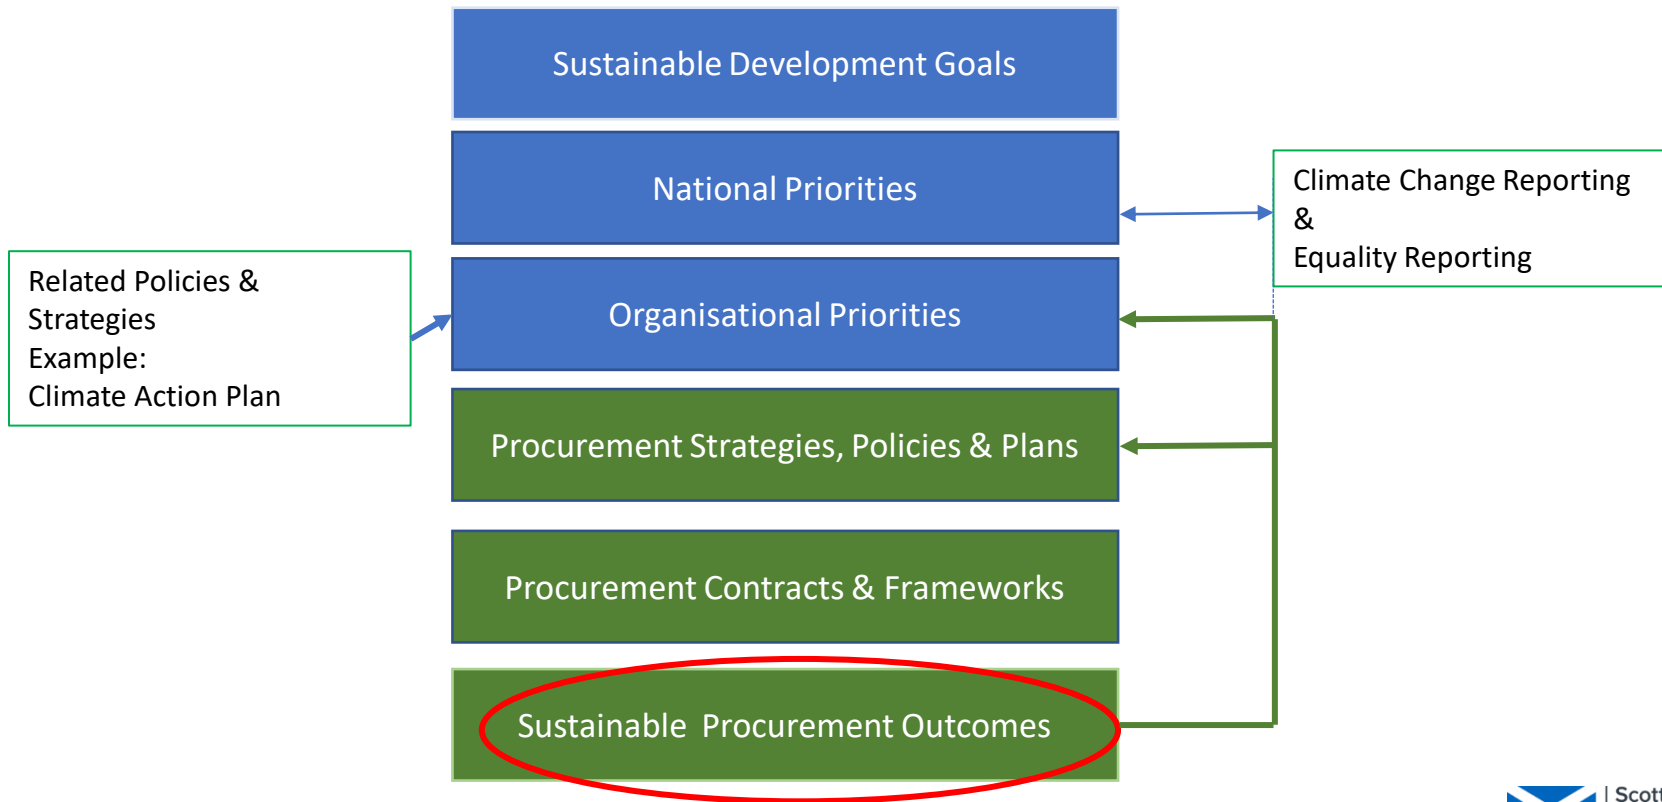 Sustainable Development Goals
National Priorities
Climate Change Reporting
&
Equality Reporting
Related Policies &
Strategies
Example:
Climate Action Plan
Organisational Priorities
Procurement Strategies, Policies & Plans
Procurement Contracts & Frameworks
Sustainable Procurement Outcomes